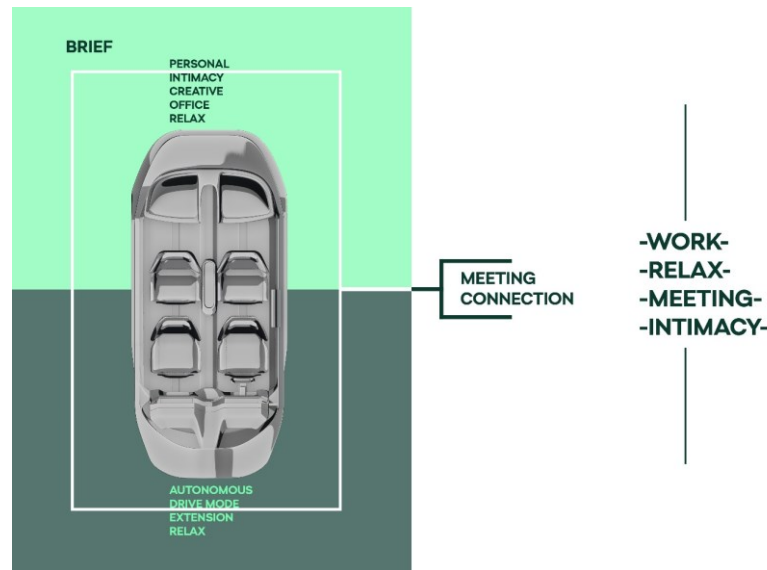 BRIEF
PERSONAL
INTIMACY
CREATIVE
OFFICE
RELAX
MEETING
CONNECTION
-WORK-
-RELAX-
-MEETING-
-INTIMACY-
AUTONOMOUS
DRIVE MODE
EXTENSION
RELAX